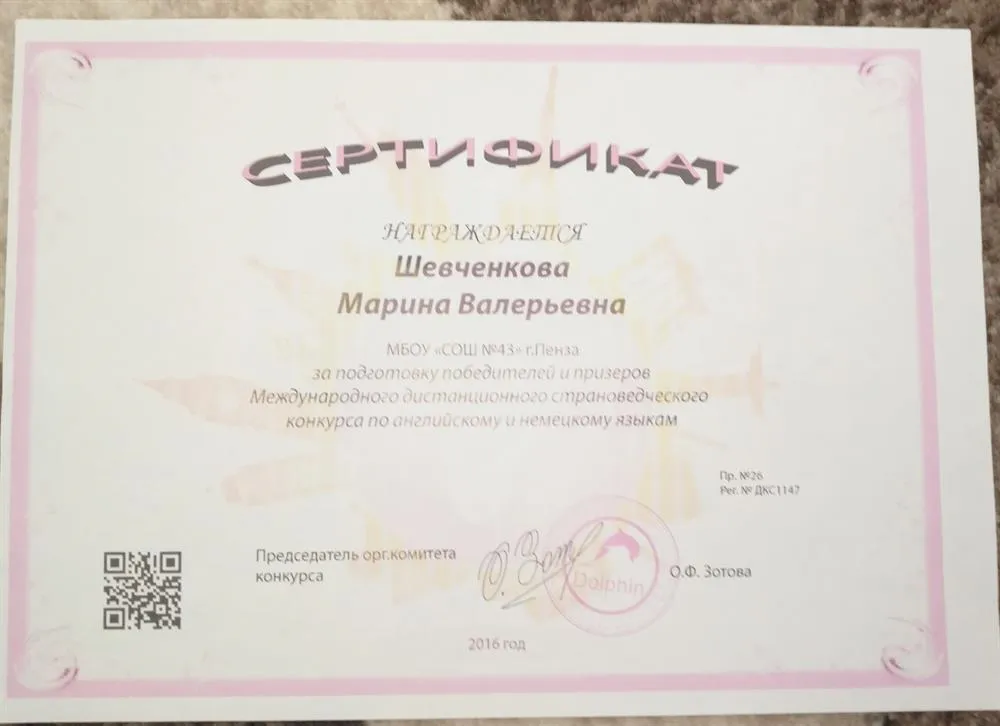 СЕРТИФИКАТ
НАГРАЖДАЕТСЯ
Шевченкова
Марина Валерьевна
МБОУ «СОШ №43» г.Пенза
за подготовку победителей и призеров
Международного дистанционного страноведческого
конкурса по английскому и немецкому языкам
Пр. №26
Рег. № ДКС1147
Председатель орг.комитета
конкурса
О. Зот
Dolphin
О.Ф. Зотова
2016 год